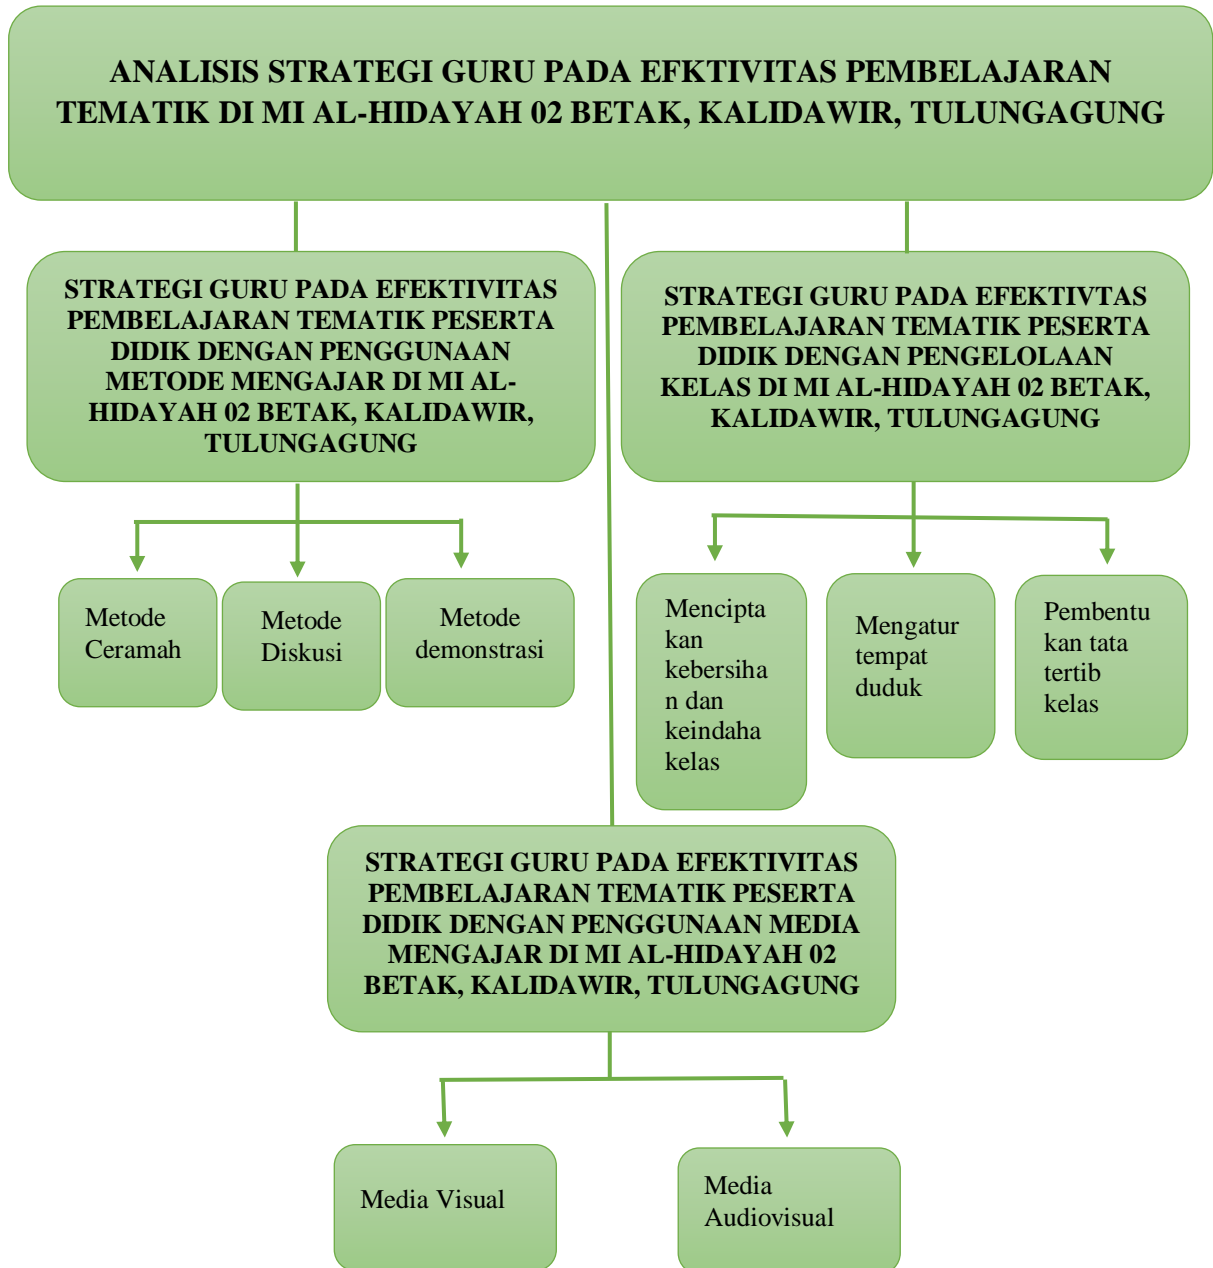 ANALISIS STRATEGI GURU PADA EFKTIVITAS PEMBELAJARAN
TEMATIK DI MI AL-HIDAYAH 02 BETAK, KALIDAWIR, TULUNGAGUNG
STRATEGI GURU PADA EFEKTIVITAS
PEMBELAJARAN TEMATIK PESERTA
DIDIK DENGAN PENGGUNAAN
METODE MENGAJAR DI MI AL-
HIDAYAH 02 BETAK, KALIDAWIR,
TULUNGAGUNG
STRATEGI GURU PADA EFEKTIVTAS
PEMBELAJARAN TEMATIK PESERTA
DIDIK DENGAN PENGELOLAAN
KELAS DI MI AL-HIDAYAH 02 BETAK,
KALIDAWIR, TULUNGAGUNG
Metode
Ceramah
Metode
Diskusi
Metode
demonstrasi
Mencipta
kan
kebersiha
n dan
keindaha
kelas
Mengatur
tempat
duduk
Pembentu
kan tata
tertib
kelas
STRATEGI GURU PADA EFEKTIVITAS
PEMBELAJARAN TEMATIK PESERTA
DIDIK DENGAN PENGGUNAAN MEDIA
MENGAJAR DI MI AL-HIDAYAH 02
BETAK, KALIDAWIR, TULUNGAGUNG
Media Visual
Media
Audiovisual